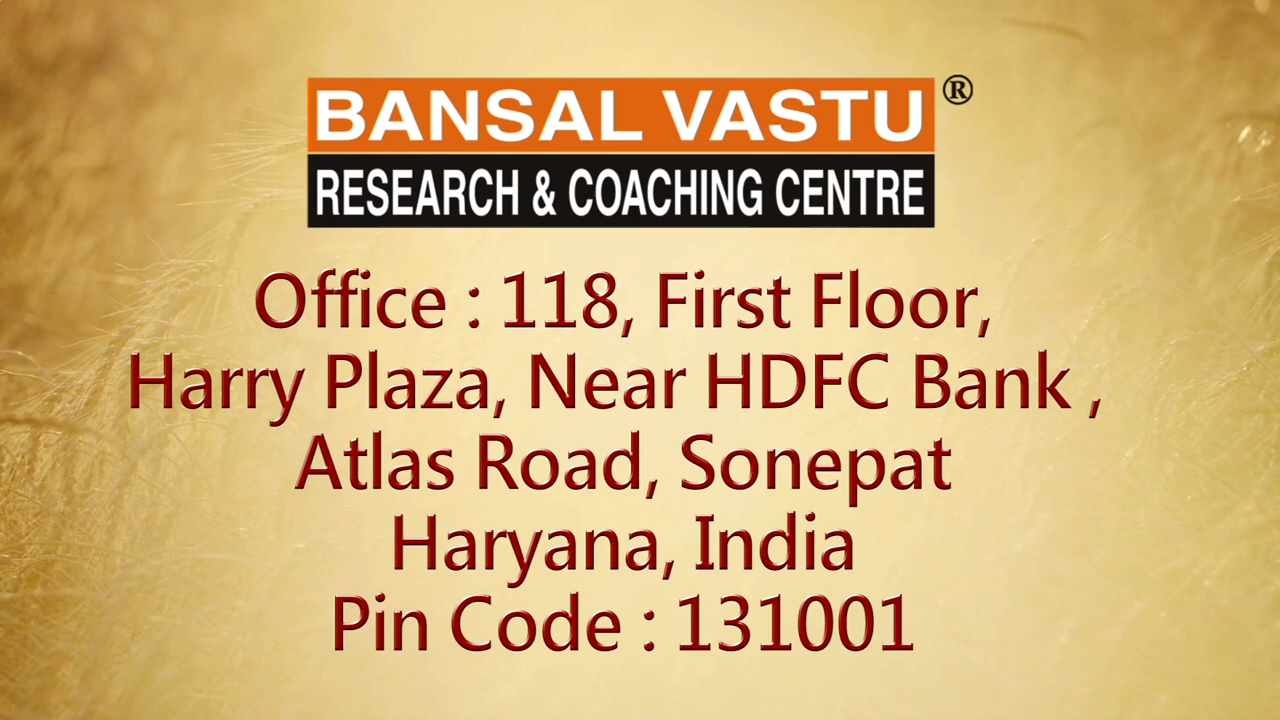 BANSAL VASTU ®
RESEARCH & COACHING CENTRE
Office : 118, First Floor,
Harry Plaza, Near HDFC Bank ,
Atlas Road, Sonepat
Haryana, India
Pin Code : 131001